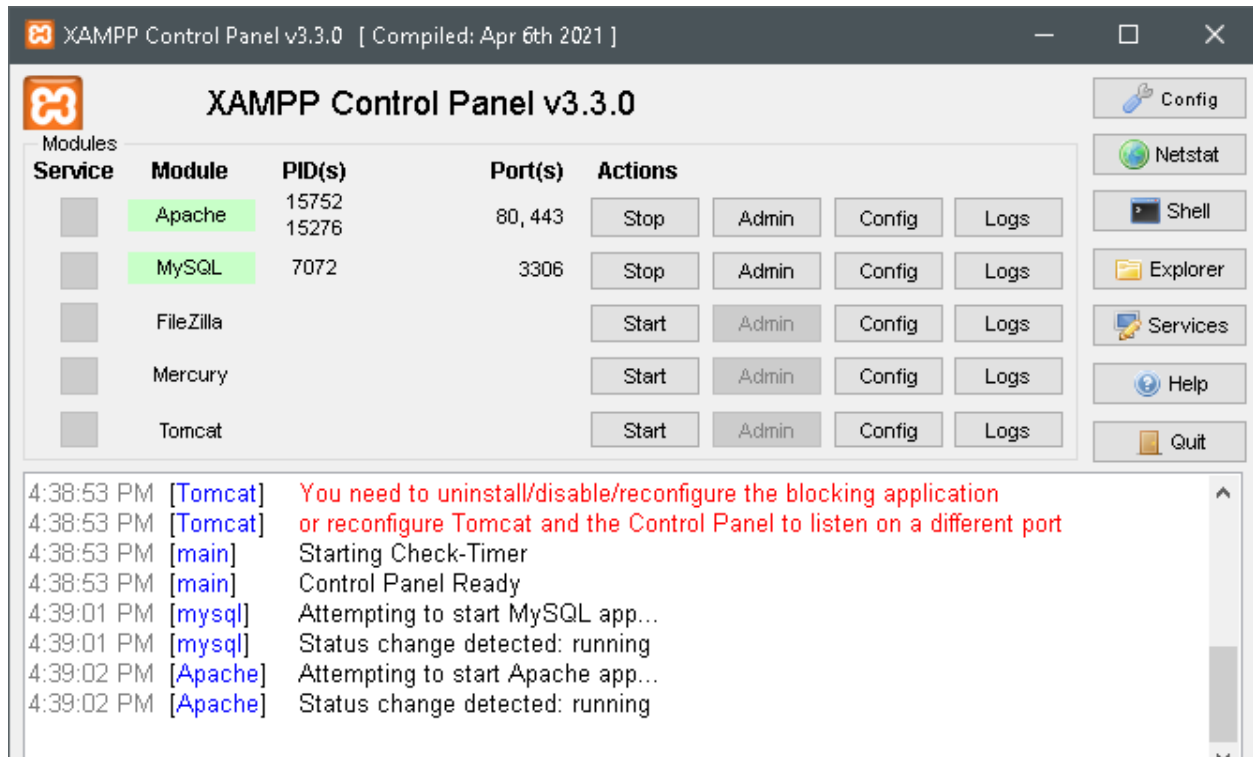 XAMPP Control Panel v3.3.0 [ Compiled: Apr 6th 2021 ]
XAMPP Control Panel v3.3.0
Config
Modules
Netstat
Service Module PID(s) Port(s) Actions
Apache 15752 15276 80, 443 Stop Admin Config Logs
Shell
MySQL 7072 3306 Stop Admin Config Logs
Explorer
FileZilla Start Admin Config Logs
Services
Mercury Start Admin Config Logs
Help
Tomcat Start Admin Config Logs
Quit
4:38:53 PM [Tomcat] You need to uninstall/disable/reconfigure the blocking application
4:38:53 PM [Tomcat] or reconfigure Tomcat and the Control Panel to listen on a different port
4:38:53 PM [main] Starting Check-Timer
4:38:53 PM [main] Control Panel Ready
4:39:01 PM [mysql] Attempting to start MySQL app...
4:39:01 PM [mysql] Status change detected: running
4:39:02 PM [Apache] Attempting to start Apache app...
4:39:02 PM [Apache] Status change detected: running